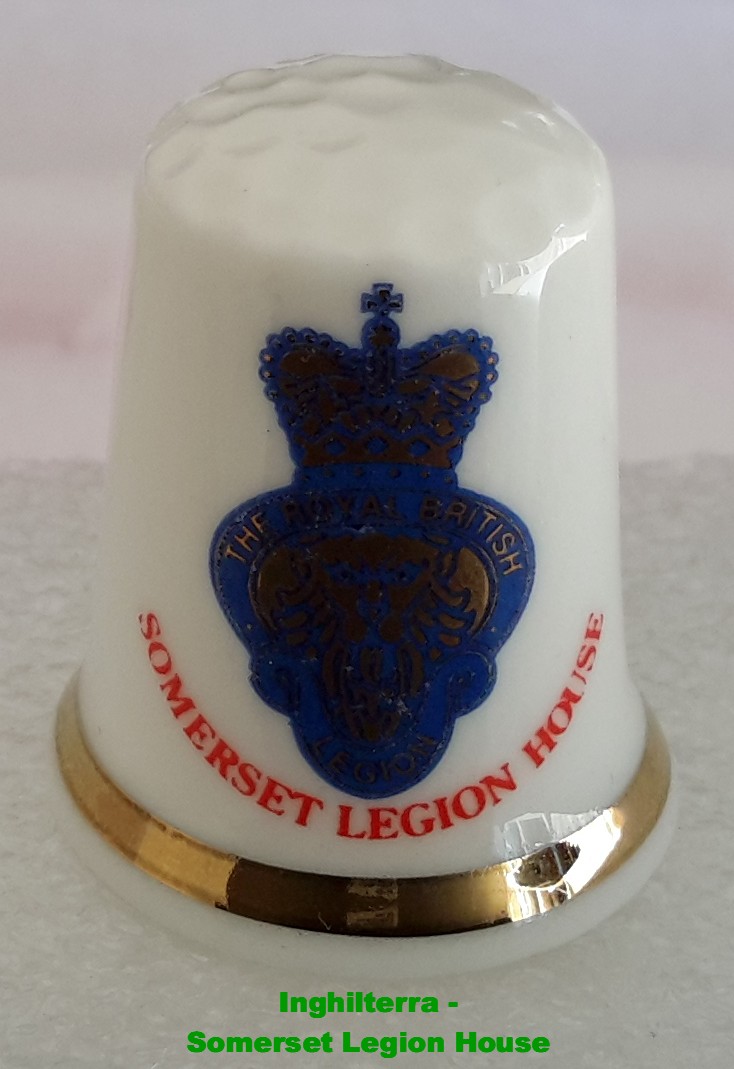 THE ROYAL BRITISH
LEGION
SOMERSET LEGION HOUSE
Inghilterra -
Somerset Legion House